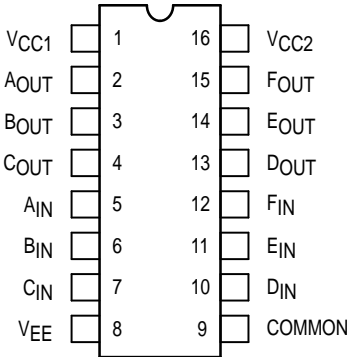 VCC1 1 16 VCC2
AOUT 2 15 FOUT
BOUT 3 14 EOUT
COUT 4 13 DOUT
AIN 5 12 FIN
BIN 6 11 EIN
CIN 7 10 DIN
VEE 8 9 COMMON